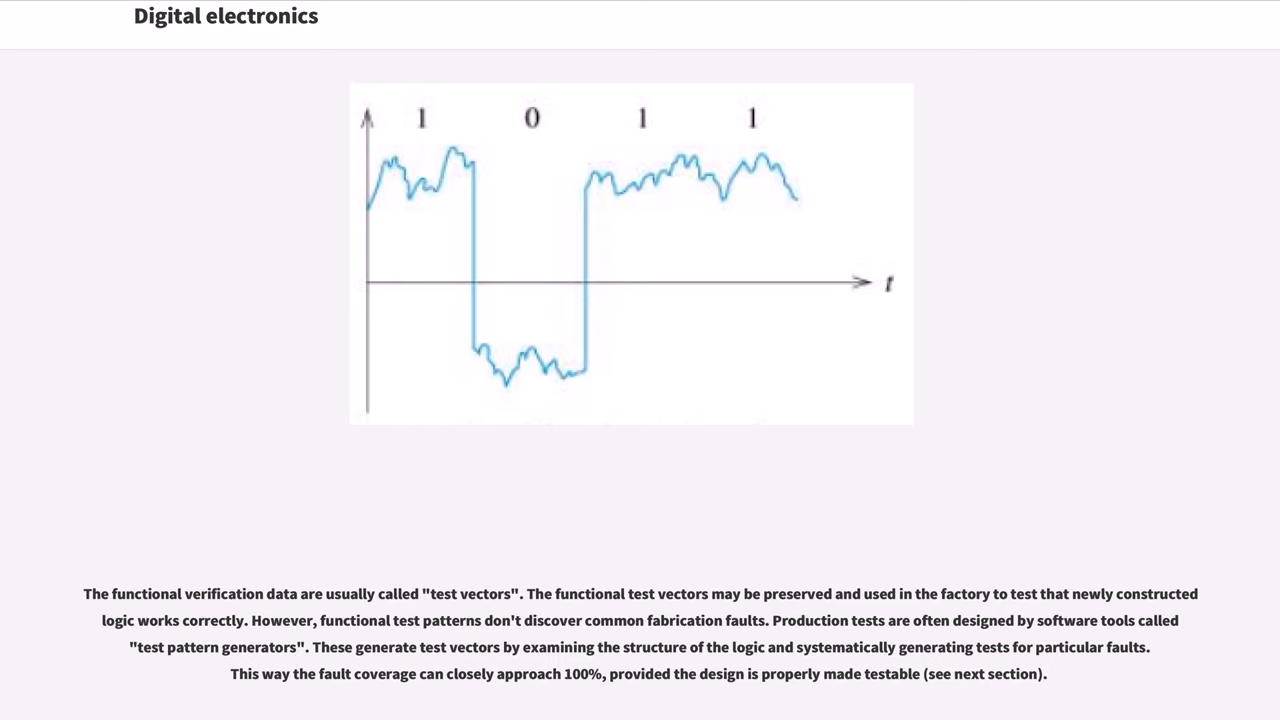 Digital electronics
1 0 1 1
t
The functional verification data are usually called "test vectors". The functional test vectors may be preserved and used in the factory to test that newly constructed
logic works correctly. However, functional test patterns don't discover common fabrication faults. Production tests are often designed by software tools called
"test pattern generators". These generate test vectors by examining the structure of the logic and systematically generating tests for particular faults.
This way the fault coverage can closely approach 100%, provided the design is properly made testable (see next section).